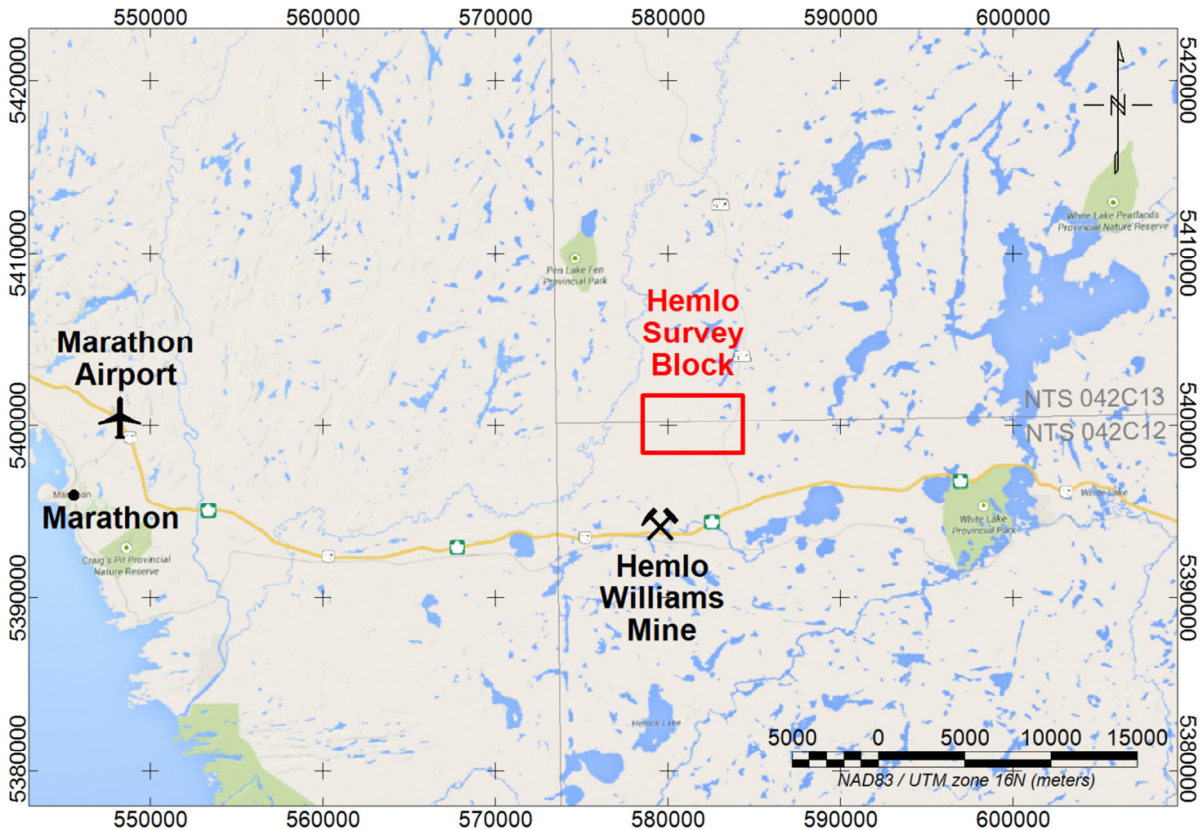 550000 560000 570000 580000 590000 600000
5420000
5420000
N
White Lake Peatlands
Provincial Nature Reserve
5410000
5410000
Pen Lake Fen
Provincial Park
Hemlo
Survey
Block
Marathon
Airport
NTS 042C13
5400000
5400000
NTS 042C12
Marathon
White Lake
Marathon
White Lake
Provincial Park
Craig's Pit Provincial
Nature Reserve
Hemlo
Williams
Mine
5390000
5390000
Herrick Lake
5000 0 5000 10000 15000
NAD83 / UTM zone 16N (meters)
5380000
5380000
550000 560000 570000 580000 590000 600000